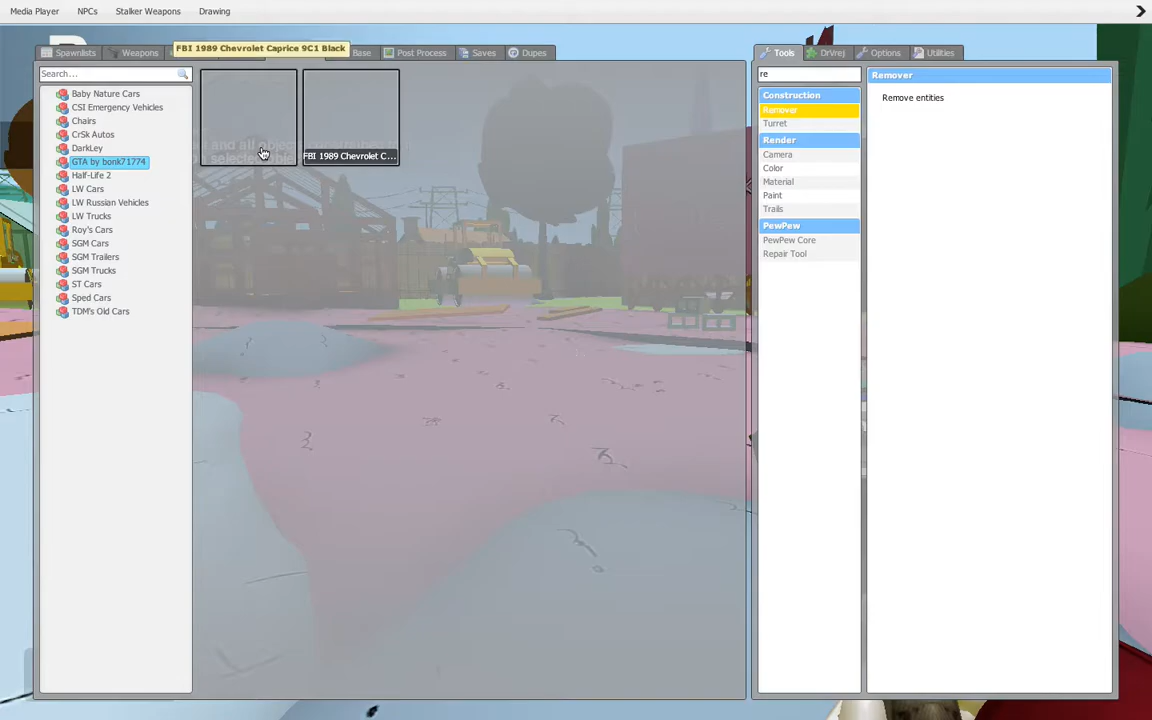 Media Player NPCs Stalker Weapons Drawing
FBI 1989 Chevrolet Caprice 9C1 Black
Spawnlists Weapons Base Post Process Saves Dupes
Search...
Baby Nature Cars
CSI Emergency Vehicles
Chairs
CrSk Autos
DarkLey
GTA by bonk71774
Half-Life 2
LW Cars
LW Russian Vehicles
LW Trucks
Roy's Cars
SGM Cars
SGM Trailers
SGM Trucks
ST Cars
Sped Cars
TDM's Old Cars
FBI 1989 Chevrolet C...
Tools DrVrej Options Utilities
re
Construction
Remover
Turret
Render
Camera
Color
Material
Paint
Trails
PewPew
PewPew Core
Repair Tool
Remover
Remove entities